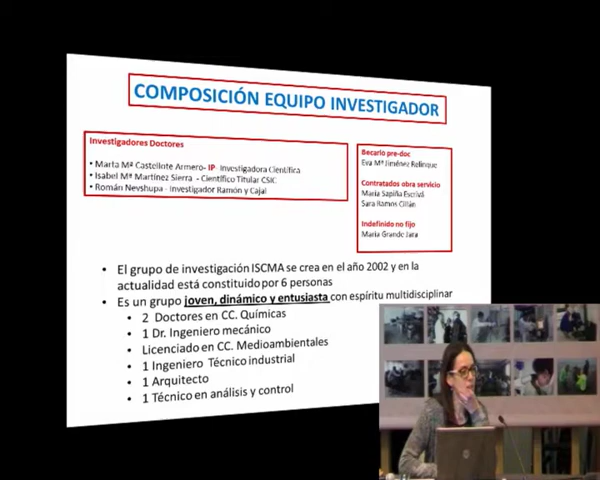 COMPOSICIÓN EQUIPO INVESTIGADOR
Investigadores Doctores
• Marta Mª Castellote Armero- IP- Investigadora Científica
• Isabel Mª Martínez Sierra - Científico Titular CSIC
• Román Nevshupa - Investigador Ramón y Cajal
Becario pre-doc
Eva Mª Jiménez Relinque
Contratados obra servicio
María Sapiña Escrivá
Sara Ramos Cillán
Indefinido no fijo
María Grande Jara
• El grupo de investigación ISCMA se crea en el año 2002 y en la
actualidad está constituido por 6 personas
• Es un grupo joven, dinámico y entusiasta con espíritu multidisciplinar
• 2 Doctores en CC. Químicas
• 1 Dr. Ingeniero mecánico
• Licenciado en CC. Medioambientales
• 1 Ingeniero Técnico industrial
• 1 Arquitecto
• 1 Técnico en análisis y control